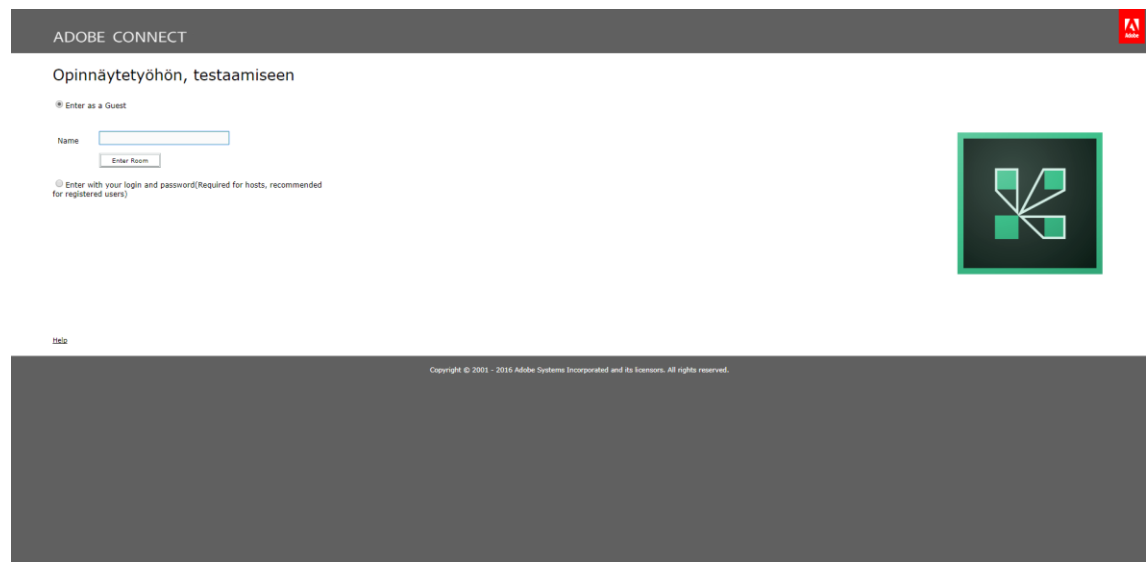 ADOBE CONNECT
Adobe
Opinnäytetyöhön, testaamiseen
Enter as a Guest
Name
Enter Room
Enter with your login and password(Required for hosts, recommended
for registered users)
Help
Copyright © 2001 - 2016 Adobe Systems Incorporated and its licensors. All rights reserved.